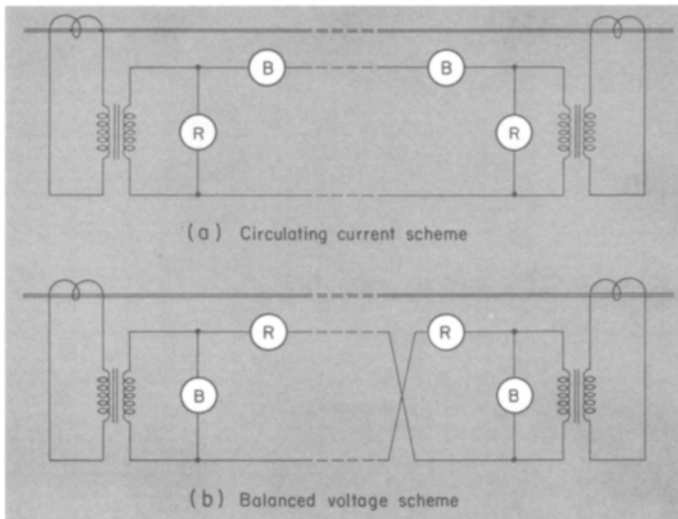 B B
R R
(a) Circulating current scheme
R R
B B
(b) Balanced voltage scheme